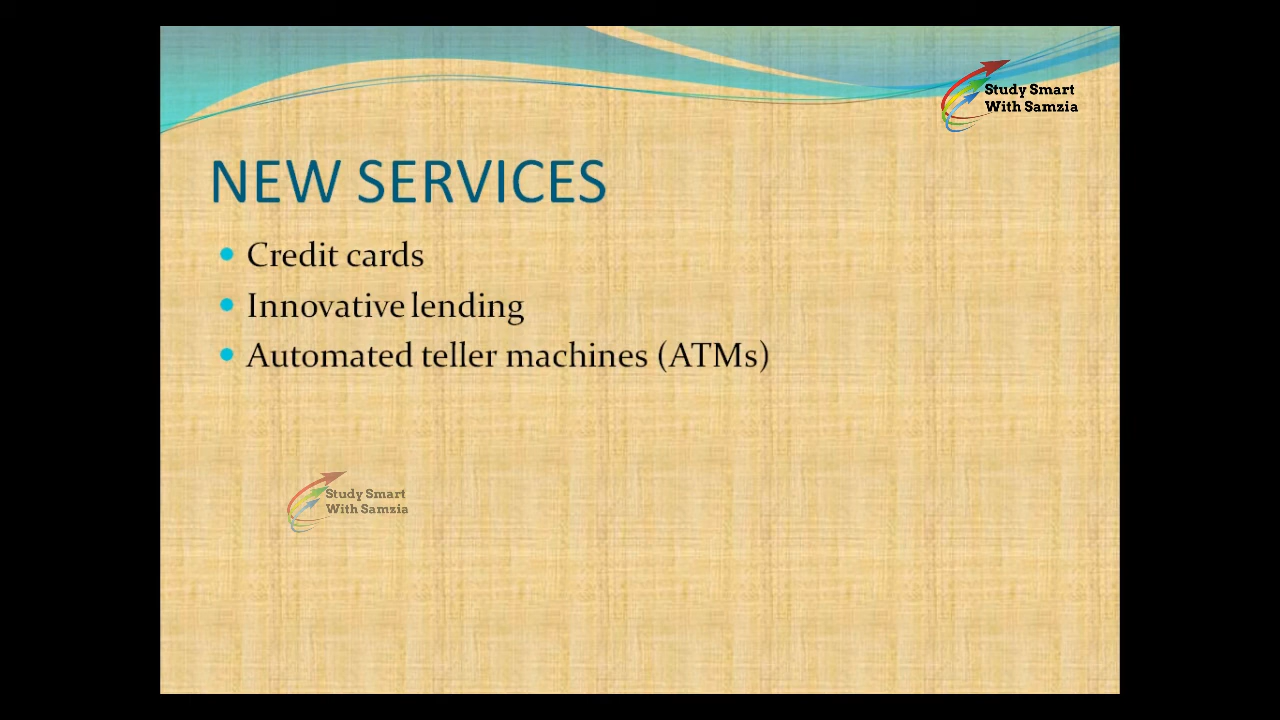 Study Smart
With Samzia
NEW SERVICES
Credit cards
Innovative lending
Automated teller machines (ATMs)
Study Smart
With Samzia